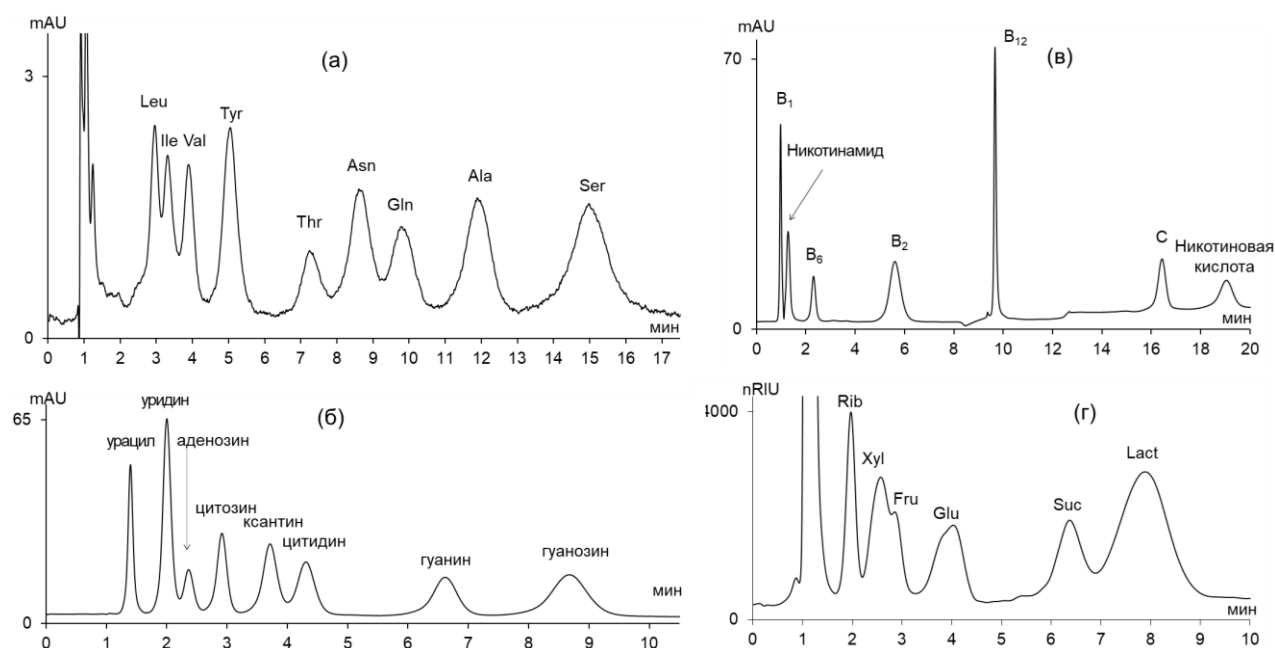 mAU
(а)
3
Leu
Ile
Val
Tyr
Thr
Asn
Gln
Ala
Ser
0
мин
0 1 2 3 4 5 6 7 8 9 10 11 12 13 14 15 16 17
mAU
(в)
70
B₁
Никотинамид
B₆
B₂
B₁₂
C
Никотиновая
кислота
0
мин
0 2 4 6 8 10 12 14 16 18 20
mAU
(б)
65
урацил
уридин
аденозин
цитозин
ксантин
цитидин
гуанин
гуанозин
0
мин
0 1 2 3 4 5 6 7 8 9 10
nRIU
(г)
4000
Rib
Xyl
Fru
Glu
Suc
Lact
0
мин
0 1 2 3 4 5 6 7 8 9 10